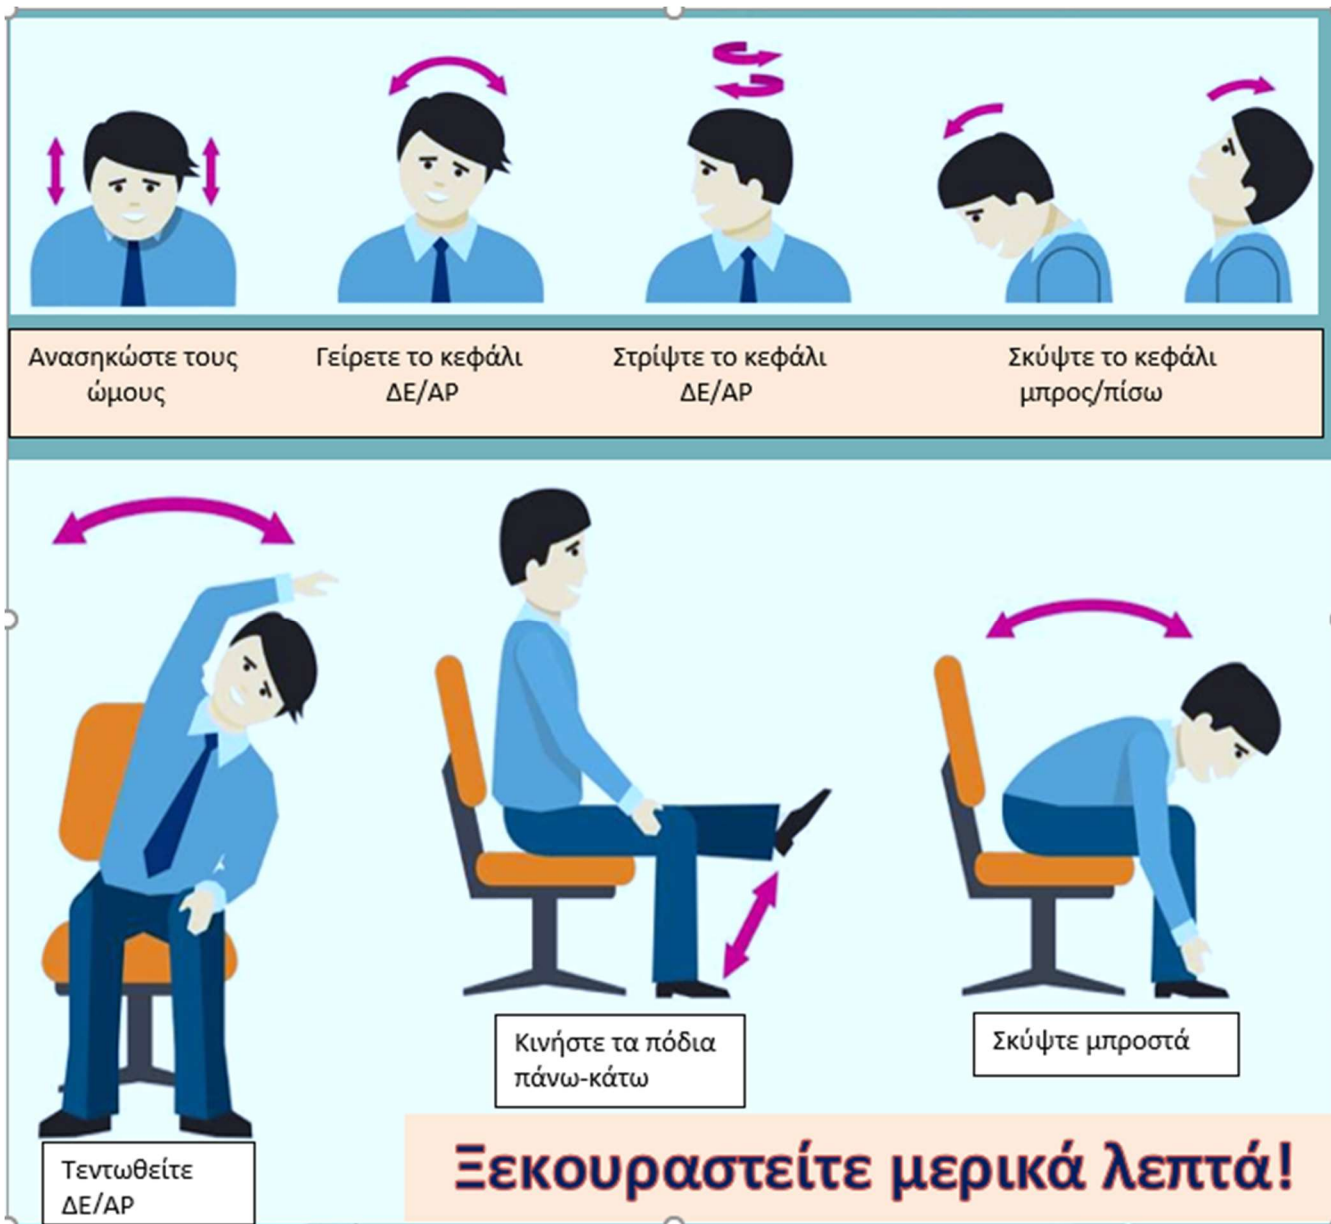 Ανασηκώστε τους
ώμους
Γείρετε το κεφάλι
ΔΕ/ΑΡ
Στρίψτε το κεφάλι
ΔΕ/ΑΡ
Σκύψτε το κεφάλι
μπρος/πίσω
Κινήστε τα πόδια
πάνω-κάτω
Σκύψτε μπροστά
Τεντωθείτε
ΔΕ/ΑΡ
Ξεκουραστείτε μερικά λεπτά!